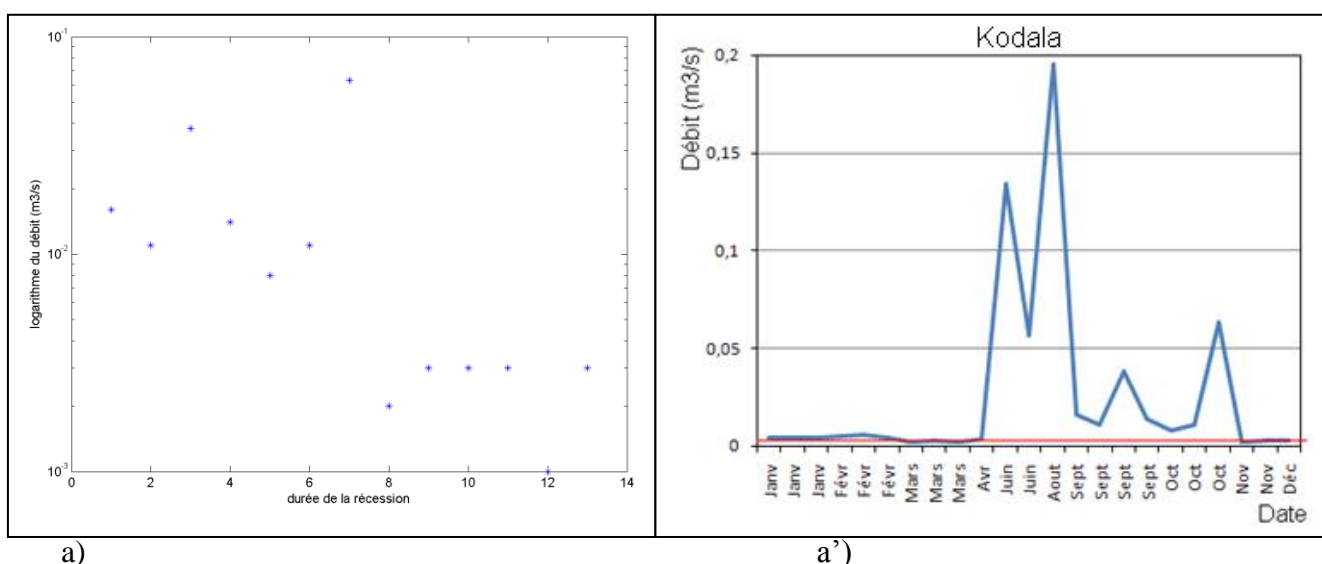 10^-1
10^-2
10^-3
logarithme du débit (m3/s)
0 2 4 6 8 10 12 14
durée de la récession
Kodala
Débit (m3/s)
0,2
0,15
0,1
0,05
0
Janv Janv Janv Févr Févr Févr Mars Mars Mars Avr Juin Juin Aout Sept Sept Sept Sept Oct Oct Oct Nov Nov Déc
Date
a)
a’)